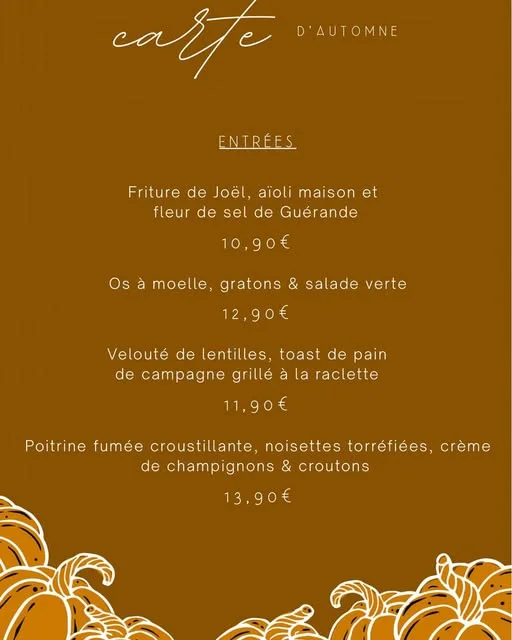 carte D'AUTOMNE
ENTRÉES
Friture de Joël, aïoli maison et
fleur de sel de Guérande
10,90€
Os à moelle, gratons & salade verte
12,90€
Velouté de lentilles, toast de pain
de campagne grillé à la raclette
11,90€
Poitrine fumée croustillante, noisettes torréfiées, crème
de champignons & croutons
13,90€